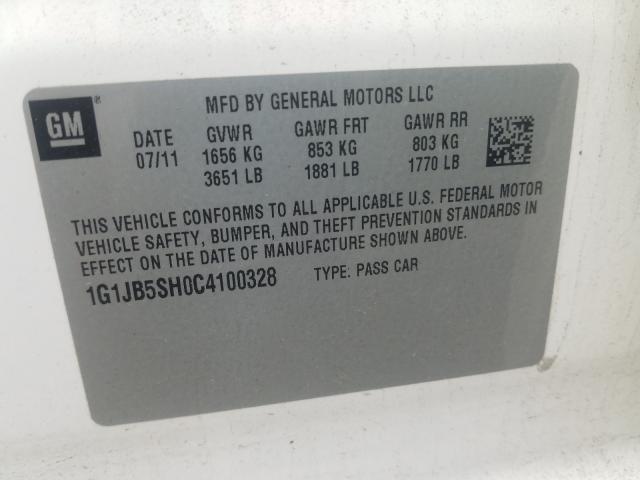 GM®
MFD BY GENERAL MOTORS LLC
DATE GVWR GAWR FRT GAWR RR
07/11 1656 KG 853 KG 803 KG
3651 LB 1881 LB 1770 LB
THIS VEHICLE CONFORMS TO ALL APPLICABLE U.S. FEDERAL MOTOR
VEHICLE SAFETY, BUMPER, AND THEFT PREVENTION STANDARDS IN
EFFECT ON THE DATE OF MANUFACTURE SHOWN ABOVE.
1G1JB5SH0C4100328 TYPE: PASS CAR